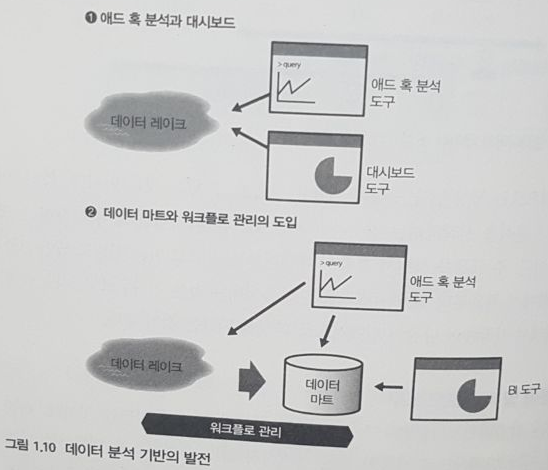 ❶ 애드 혹 분석과 대시보드
> query
애드 혹 분석
도구
데이터 레이크
대시보드
도구
❷ 데이터 마트와 워크플로 관리의 도입
> query
애드 혹 분석
도구
데이터 레이크
데이터
마트
BI 도구
워크플로 관리
그림 1.10 데이터 분석 기반의 발전